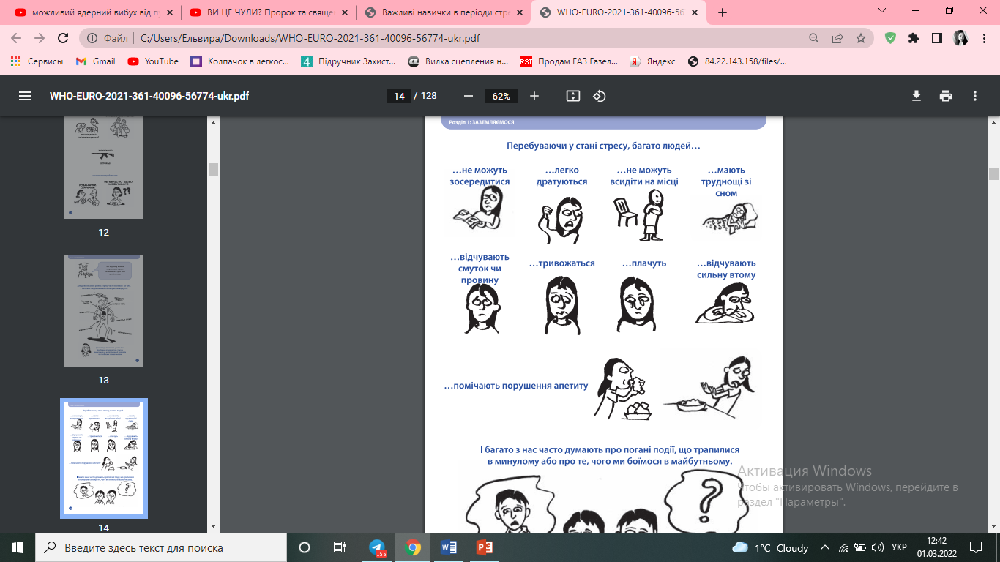 можливий ядерний вибух від пу
ВИ ЦЕ ЧУЛИ? Пророк та свяще
Важливі навички в періоди стре
WHO-EURO-2021-361-40096-56
Файл
C:/Users/Ельвира/Downloads/WHO-EURO-2021-361-40096-56774-ukr.pdf
Сервисы
Gmail
YouTube
Колпачок в легкос...
Підручник Захист...
Вилка сцепления н...
RST
Продам ГАЗ Газел...
Яндекс
84.22.143.158/files/...
WHO-EURO-2021-361-40096-56774-ukr.pdf
14 / 128
62%
12
13
14
Розділ 1: ЗАЗЕМЛЯЄМОСЯ
Перебуваючи у стані стресу, багато людей…
…не можуть
зосередитися
…легко
дратуються
…не можуть
всидіти на місці
…мають
труднощі зі
сном
…відчувають
смуток чи
провину
…тривожаться
…плачуть
…відчувають
сильну втому
…помічають порушення апетиту
І багато з нас часто думають про погані події, що трапилися
в минулому або про те, чого ми боїмося в майбутньому.
Активация Windows
Чтобы активировать Windows, перейдите в
раздел "Параметры".
Введите здесь текст для поиска
55
1°C Cloudy
УКР
12:42
01.03.2022